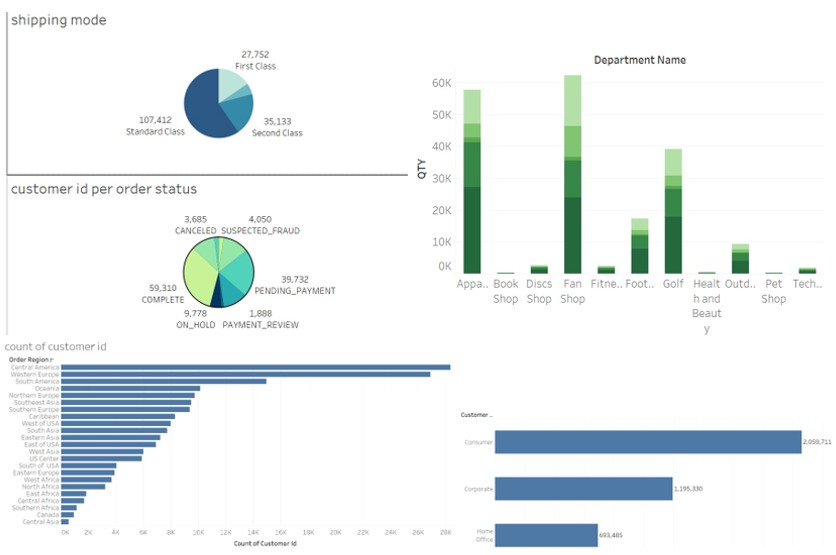 shipping mode
27,752
First Class
107,412
Standard Class
35,133
Second Class
customer id per order status
3,685
CANCELED
4,050
SUSPECTED_FRAUD
39,732
PENDING_PAYMENT
59,310
COMPLETE
9,778
ON_HOLD
1,888
PAYMENT_REVIEW
Department Name
QTY
60K
50K
40K
30K
20K
10K
0K
Appa..
Book
Shop
Discs
Shop
Fan
Shop
Fitne..
Foot..
Golf
Healt
h and
Beaut
y
Outd..
Pet
Shop
Tech..
count of customer id
Order Region
Central America
Western Europe
South America
Oceania
Northern Europe
Southeast Asia
Southern Europe
Caribbean
West of USA
South Asia
Eastern Asia
East of USA
West Asia
US Center
South of USA
Eastern Europe
West Africa
North Africa
East Africa
Central Africa
Southern Africa
Canada
Central Asia
0K 2K 4K 6K 8K 10K 12K 14K 16K 18K 20K 22K 24K 26K 28K
Count of Customer Id
Customer ..
Consumer
2,059,711
Corporate
1,195,330
Home
Office
693,485